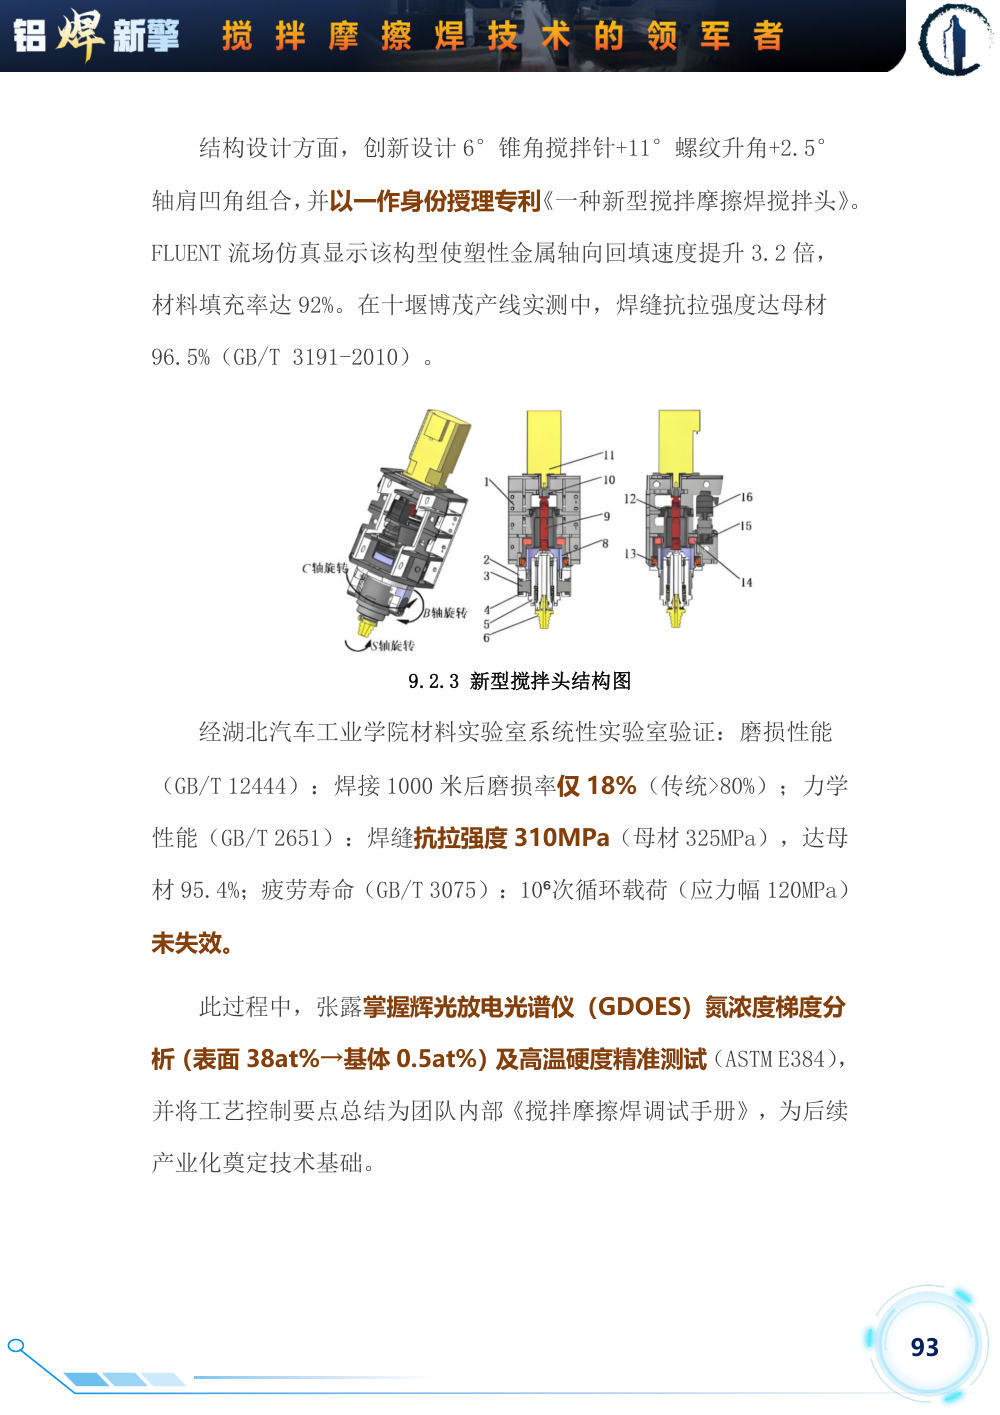 铝焊新擎 搅拌摩擦焊技术的领军者
结构设计方面，创新设计 6°锥角搅拌针+11°螺纹升角+2.5°
轴肩凹角组合，并以一作身份授理专利《一种新型搅拌摩擦焊搅拌头》。
FLUENT 流场仿真显示该构型使塑性金属轴向回填速度提升 3.2 倍，
材料填充率达 92%。在十堰博茂产线实测中，焊缝抗拉强度达母材
96.5%（GB/T 3191-2010）。
C轴旋转
B轴旋转
S轴旋转
1
2
3
4
5
6
11
10
9
8
12
13
16
15
14
9.2.3 新型搅拌头结构图
经湖北汽车工业学院材料实验室系统性实验室验证：磨损性能
（GB/T 12444）：焊接 1000 米后磨损率仅 18%（传统>80%）；力学
性能（GB/T 2651）：焊缝抗拉强度 310MPa（母材 325MPa），达母
材 95.4%；疲劳寿命（GB/T 3075）：10⁶次循环载荷（应力幅 120MPa）
未失效。
此过程中，张露掌握辉光放电光谱仪（GDOES）氮浓度梯度分
析（表面 38at%→基体 0.5at%）及高温硬度精准测试（ASTM E384），
并将工艺控制要点总结为团队内部《搅拌摩擦焊调试手册》，为后续
产业化奠定技术基础。
93